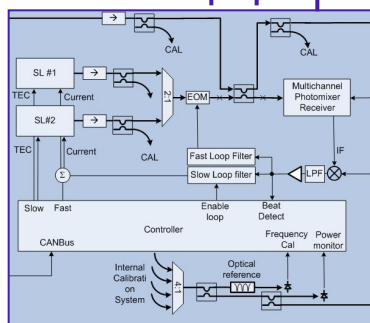 CAL
CAL
SL #1
CAL
TEC
Current
2:1
EOM
Multichannel
Photomixer
Receiver
SL#2
CAL
TEC
Current
Fast Loop Filter
Slow Loop filter
IF
LPF
Σ
Slow
Fast
Enable
loop
Beat
Detect
Controller
CANBus
Frequency
Cal
Power
monitor
Internal
Calibrati
on
System
4:1
Optical
reference